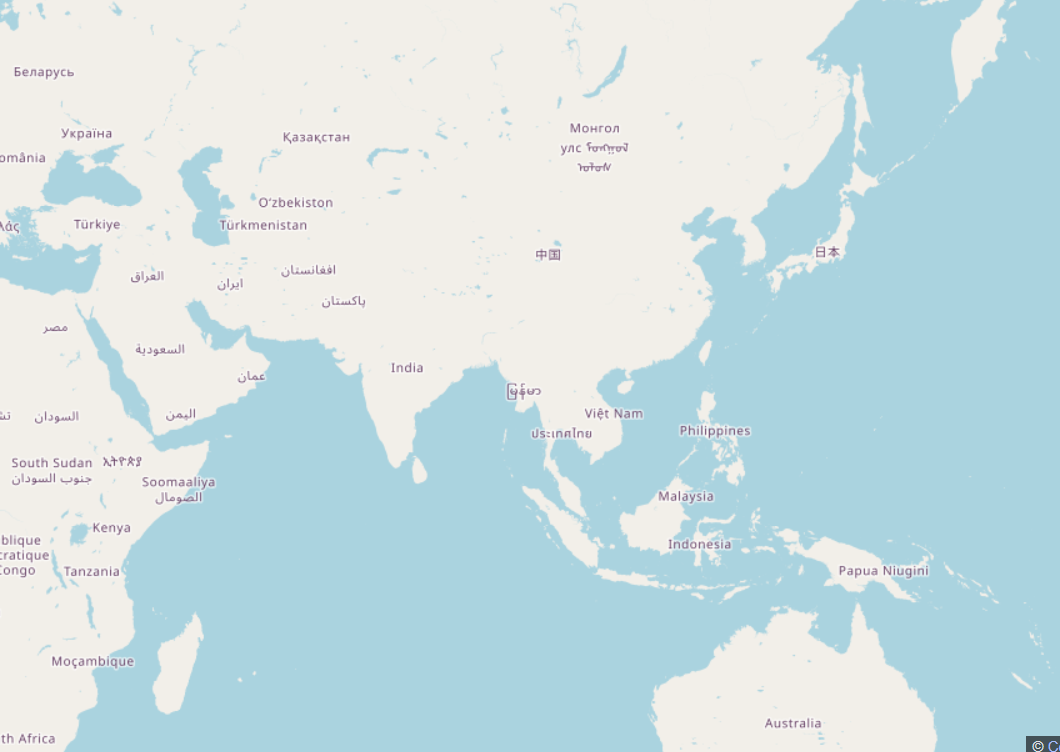 Беларусь
Україна
Қазақстан
Монгол
улс ᠮᠣᠩᠭᠣᠯ
ᠤᠯᠤᠰ
omânia
Oʻzbekiston
Türkiye
Türkmenistan
λάς
日本
中国
العراق
ایران
افغانستان
پاکستان
مصر
السعودية
India
عمان
မြန်မာ
Việt Nam
اليمن
السودان
تش
ประเทศไทย
Philippines
South Sudan
جنوب السودان
ኢትዮጵያ
Soomaaliya
الصومال
Malaysia
Kenya
blique
cratique
Congo
Indonesia
Tanzania
Papua Niugini
Moçambique
Australia
th Africa
© C